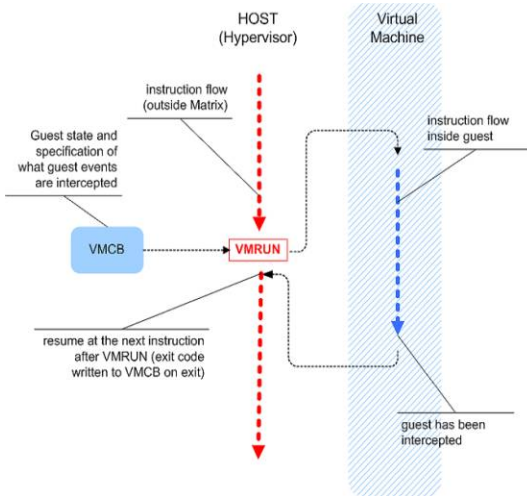 HOST
(Hypervisor)
Virtual
Machine
instruction flow
(outside Matrix)
instruction flow
inside guest
Guest state and
specification of
what guest events
are intercepted
VMCB
VMRUN
resume at the next instruction
after VMRUN (exit code
written to VMCB on exit)
guest has been
intercepted